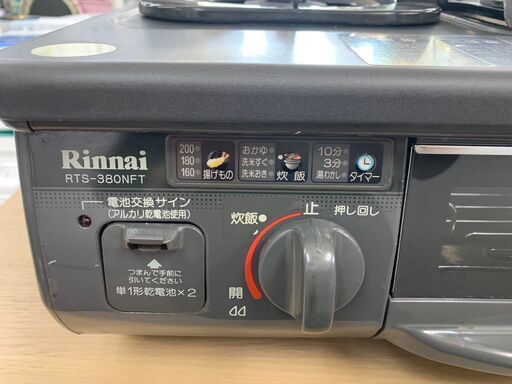 Rinnai
RTS-380NFT
200
180
160
揚げもの
おかゆ
洗米すぐ
洗米おき
炊飯
10分
3分
湯わかし
タイマー
電池交換サイン
(アルカリ乾電池使用)
つまんで手前に
引いてください
単1形乾電池×2
炊飯
止
押し回し
開